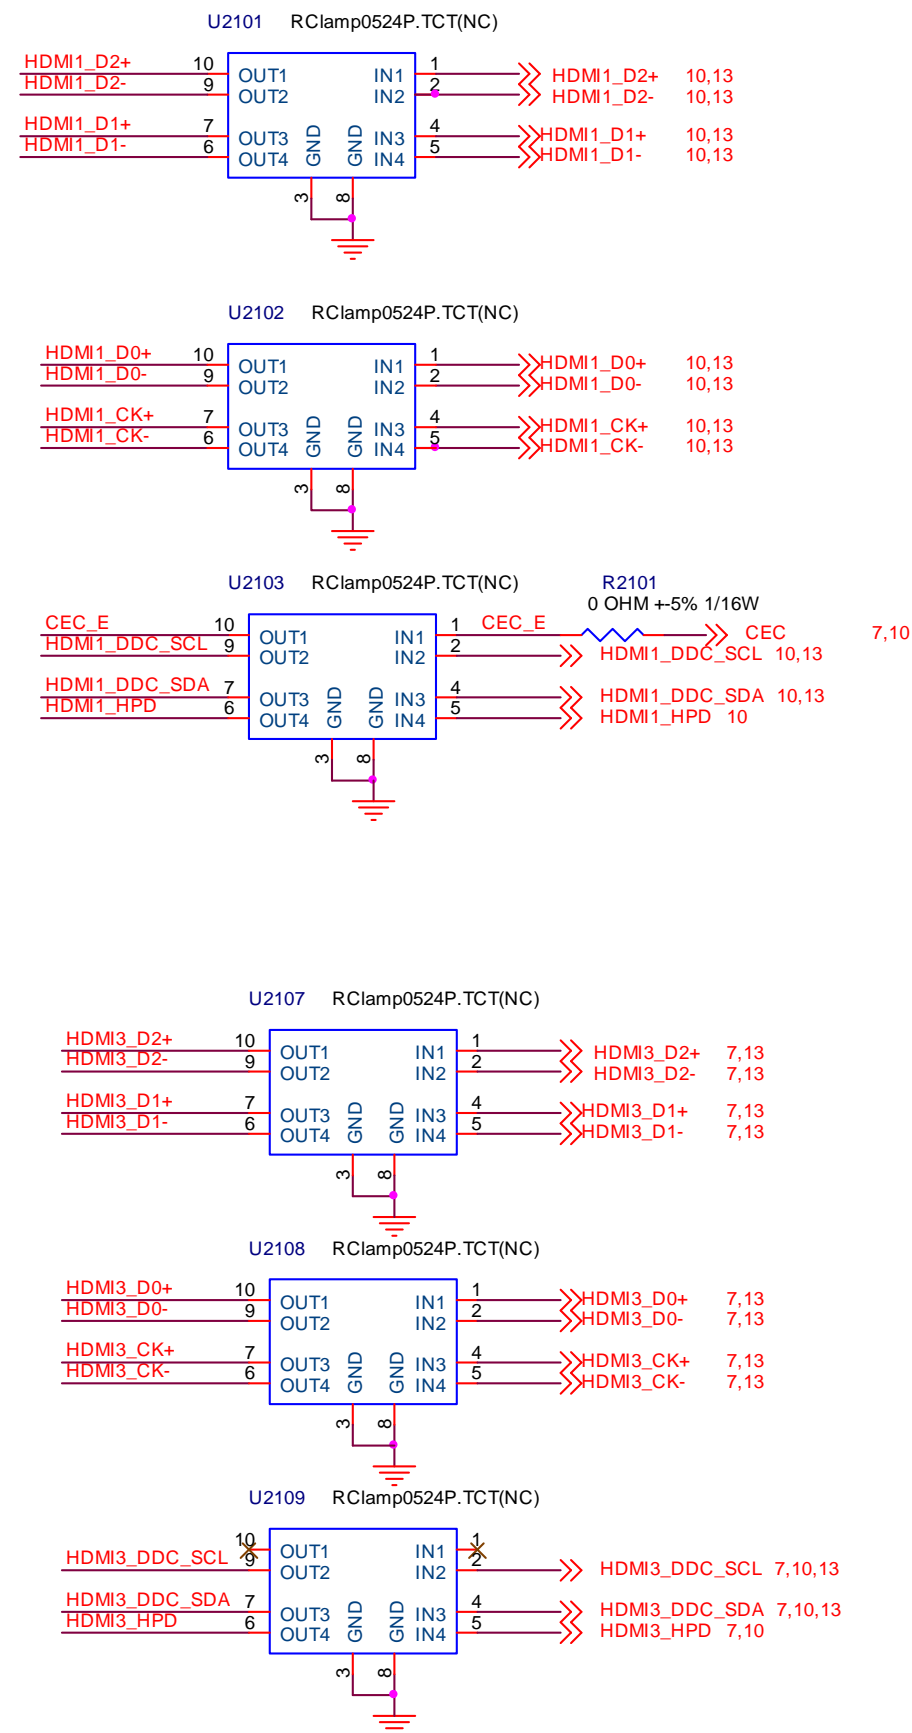 U2101 RClamp0524P.TCT(NC)
HDMI1_D2+ 10 OUT1 IN1 1 HDMI1_D2+ 10,13
HDMI1_D2- 9 OUT2 IN2 2 HDMI1_D2- 10,13
HDMI1_D1+ 7 OUT3 GND GND IN3 4 HDMI1_D1+ 10,13
HDMI1_D1- 6 OUT4 IN4 5 HDMI1_D1- 10,13
3 8
U2102 RClamp0524P.TCT(NC)
HDMI1_D0+ 10 OUT1 IN1 1 HDMI1_D0+ 10,13
HDMI1_D0- 9 OUT2 IN2 2 HDMI1_D0- 10,13
HDMI1_CK+ 7 OUT3 GND GND IN3 4 HDMI1_CK+ 10,13
HDMI1_CK- 6 OUT4 IN4 5 HDMI1_CK- 10,13
3 8
U2103 RClamp0524P.TCT(NC) R2101
0 OHM +-5% 1/16W
CEC_E 10 OUT1 IN1 1 CEC_E CEC 7,10
HDMI1_DDC_SCL 9 OUT2 IN2 2 HDMI1_DDC_SCL 10,13
HDMI1_DDC_SDA 7 OUT3 GND GND IN3 4 HDMI1_DDC_SDA 10,13
HDMI1_HPD 6 OUT4 IN4 5 HDMI1_HPD 10
3 8
U2107 RClamp0524P.TCT(NC)
HDMI3_D2+ 10 OUT1 IN1 1 HDMI3_D2+ 7,13
HDMI3_D2- 9 OUT2 IN2 2 HDMI3_D2- 7,13
HDMI3_D1+ 7 OUT3 GND GND IN3 4 HDMI3_D1+ 7,13
HDMI3_D1- 6 OUT4 IN4 5 HDMI3_D1- 7,13
3 8
U2108 RClamp0524P.TCT(NC)
HDMI3_D0+ 10 OUT1 IN1 1 HDMI3_D0+ 7,13
HDMI3_D0- 9 OUT2 IN2 2 HDMI3_D0- 7,13
HDMI3_CK+ 7 OUT3 GND GND IN3 4 HDMI3_CK+ 7,13
HDMI3_CK- 6 OUT4 IN4 5 HDMI3_CK- 7,13
3 8
U2109 RClamp0524P.TCT(NC)
10 OUT1 IN1 1
HDMI3_DDC_SCL 9 OUT2 IN2 2 HDMI3_DDC_SCL 7,10,13
HDMI3_DDC_SDA 7 OUT3 GND GND IN3 4 HDMI3_DDC_SDA 7,10,13
HDMI3_HPD 6 OUT4 IN4 5 HDMI3_HPD 7,10
3 8